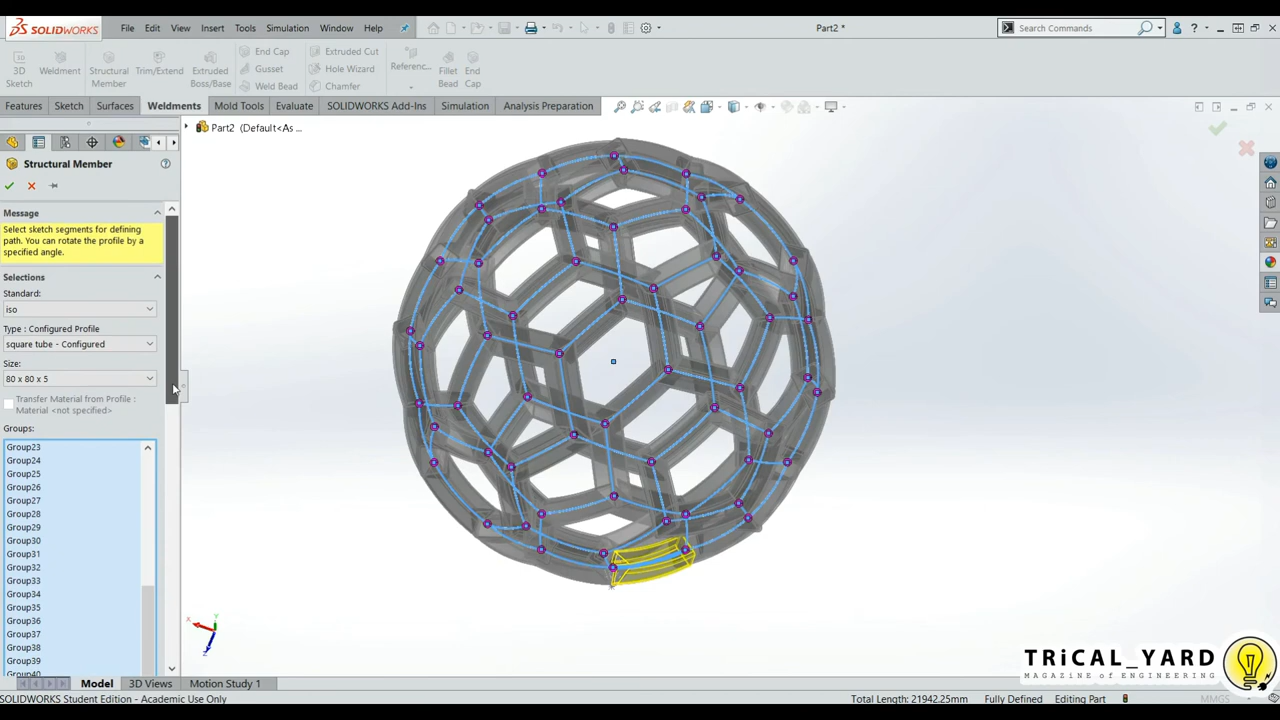 SOLIDWORKS File Edit View Insert Tools Simulation Window Help Part2 * Search Commands
3D Sketch Weldment Structural Member Trim/Extend Extruded Boss/Base End Cap Gusset Weld Bead Extruded Cut Hole Wizard Chamfer Referenc... Fillet Bead End Cap
Features Sketch Surfaces Weldments Mold Tools Evaluate SOLIDWORKS Add-Ins Simulation Analysis Preparation
Part2 (Default<As ...
Structural Member
Message
Select sketch segments for defining
path. You can rotate the profile by a
specified angle.
Selections
Standard:
iso
Type : Configured Profile
square tube - Configured
Size:
80 x 80 x 5
Transfer Material from Profile :
Material <not specified>
Groups:
Group23
Group24
Group25
Group26
Group27
Group28
Group29
Group30
Group31
Group32
Group33
Group34
Group35
Group36
Group37
Group38
Group39
Group40
X Y Z
TRiCAL_YARD
MAGAZINE of ENGINEERING
Model 3D Views Motion Study 1
SOLIDWORKS Student Edition - Academic Use Only Total Length: 21942.25mm Fully Defined Editing Part MMGS